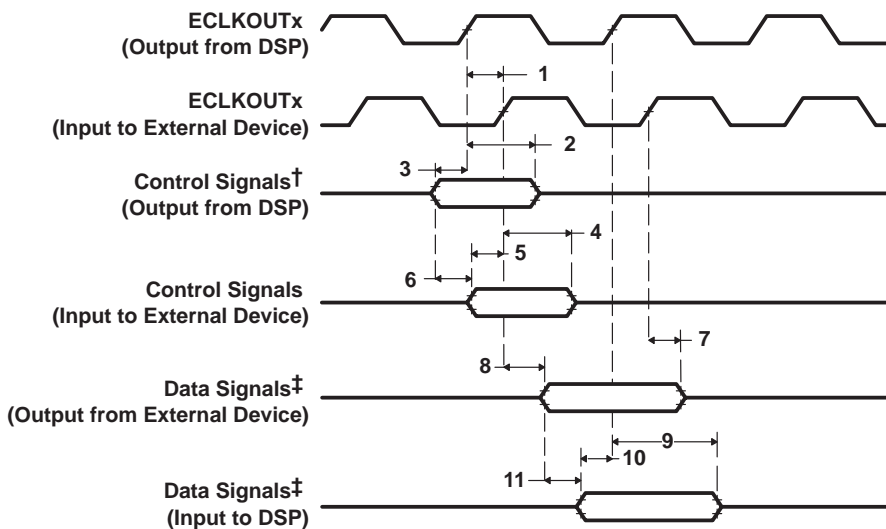 ECLKOUTx
(Output from DSP)
1
ECLKOUTx
(Input to External Device)
2
3
Control Signals†
(Output from DSP)
4
5
6
Control Signals
(Input to External Device)
7
8
Data Signals‡
(Output from External Device)
9
10
11
Data Signals‡
(Input to DSP)